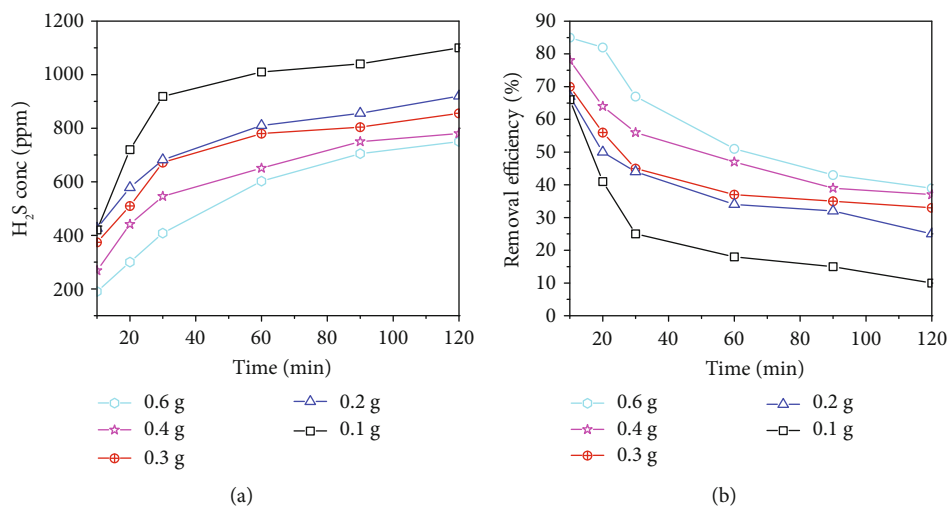 1200
1000
800
600
400
200
H₂S conc (ppm)
20 40 60 80 100 120
Time (min)
0.6 g
0.4 g
0.3 g
0.2 g
0.1 g
(a)
90
80
70
60
50
40
30
20
10
0
Removal efficiency (%)
20 40 60 80 100 120
Time (min)
0.6 g
0.4 g
0.3 g
0.2 g
0.1 g
(b)